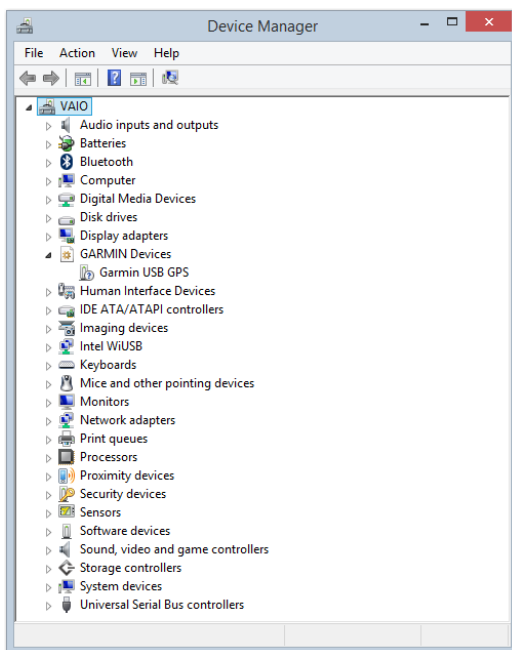 Device Manager
File Action View Help
VAIO
Audio inputs and outputs
Batteries
Bluetooth
Computer
Digital Media Devices
Disk drives
Display adapters
GARMIN Devices
Garmin USB GPS
Human Interface Devices
IDE ATA/ATAPI controllers
Imaging devices
Intel WiUSB
Keyboards
Mice and other pointing devices
Monitors
Network adapters
Print queues
Processors
Proximity devices
Security devices
Sensors
Software devices
Sound, video and game controllers
Storage controllers
System devices
Universal Serial Bus controllers